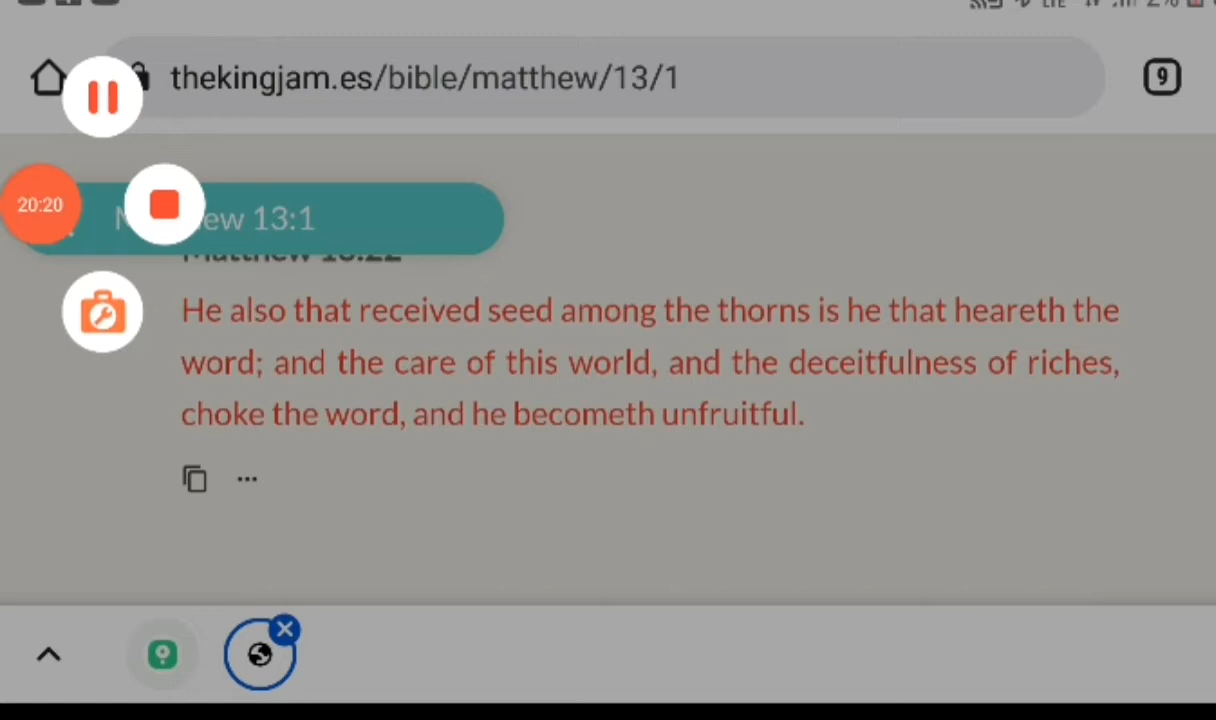 LTE 2%
thekingjam.es/bible/matthew/13/1
9
20:20
ew 13:1
He also that received seed among the thorns is he that heareth the
word; and the care of this world, and the deceitfulness of riches,
choke the word, and he becometh unfruitful.